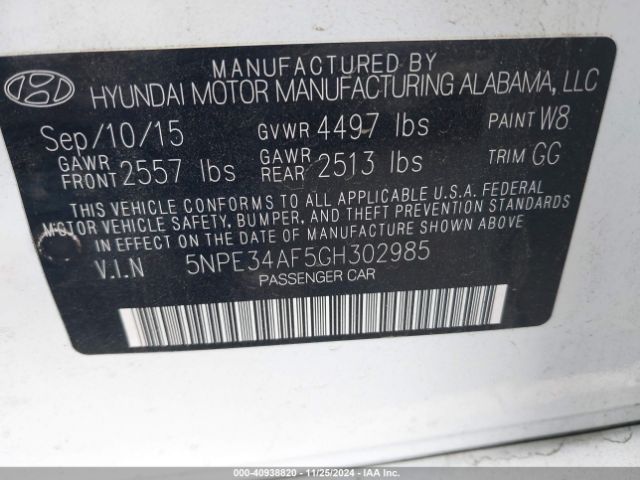 MANUFACTURED BY
HYUNDAI MOTOR MANUFACTURING ALABAMA, LLC
Sep/10/15 GVWR 4497 lbs PAINT W8
GAWR FRONT 2557 lbs GAWR REAR 2513 lbs TRIM GG
THIS VEHICLE CONFORMS TO ALL APPLICABLE U.S.A. FEDERAL
MOTOR VEHICLE SAFETY, BUMPER, AND THEFT PREVENTION STANDARDS
IN EFFECT ON THE DATE OF MANUFACTURE SHOWN ABOVE
V.I.N 5NPE34AF5GH302985
PASSENGER CAR
000-40938820 • 11/25/2024 • IAA Inc.